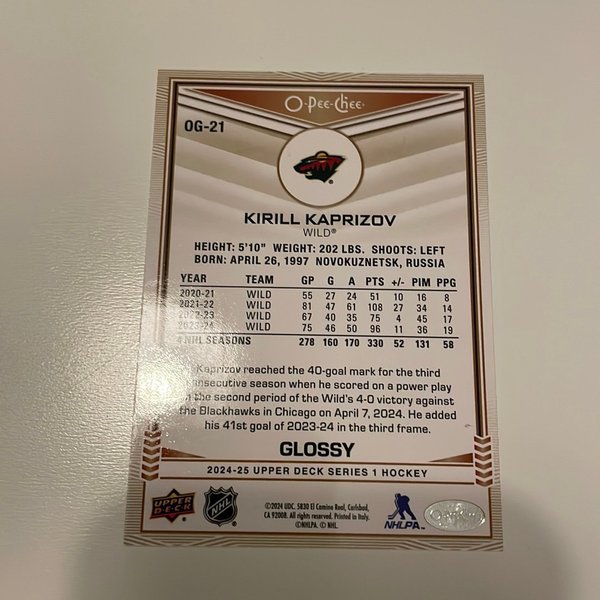 O-Pee-Chee
OG-21
KIRILL KAPRIZOV
WILD®
HEIGHT: 5'10" WEIGHT: 202 LBS. SHOOTS: LEFT
BORN: APRIL 26, 1997 NOVOKUZNETSK, RUSSIA
YEAR TEAM GP G A PTS +/- PIM PPG
2020-21 WILD 55 27 24 51 10 16 8
2021-22 WILD 81 47 61 108 27 34 14
2022-23 WILD 67 40 35 75 4 45 17
2023-24 WILD 75 46 50 96 11 36 19
4 NHL SEASONS 278 160 170 330 52 131 58
Kaprizov reached the 40-goal mark for the third
consecutive season when he scored on a power play
in the second period of the Wild's 4-0 victory against
the Blackhawks in Chicago on April 7, 2024. He added
his 41st goal of 2023-24 in the third frame.
GLOSSY
2024-25 UPPER DECK SERIES 1 HOCKEY
UPPER DECK
NHL
©2024 UDC. 5830 El Camino Real, Carlsbad,
CA 92008. All rights reserved. Printed in Italy.
©NHLPA. © NHL.
NHLPA